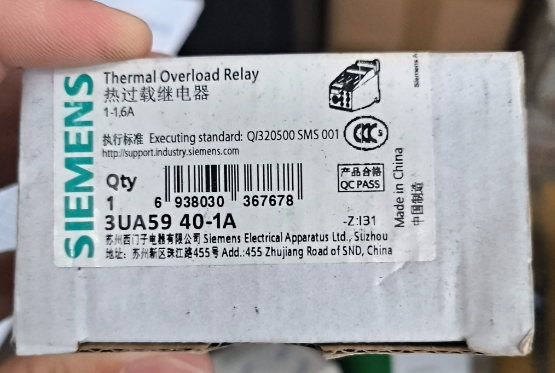 SIEMENS
Thermal Overload Relay
热过载继电器
1-1,6A
执行标准 Executing standard: Q/320500 SMS 001
http://support.industry.siemens.com
CCC
S
Qty
1
6 938030 367678
产品合格
QC PASS
3UA59 40-1A
-Z:I31
苏州西门子电器有限公司 Siemens Electrical Apparatus Ltd., Suzhou
地址: 苏州新区珠江路455号 Add.:455 Zhujiang Road of SND, China
Made in China
中国制造
Siemens A